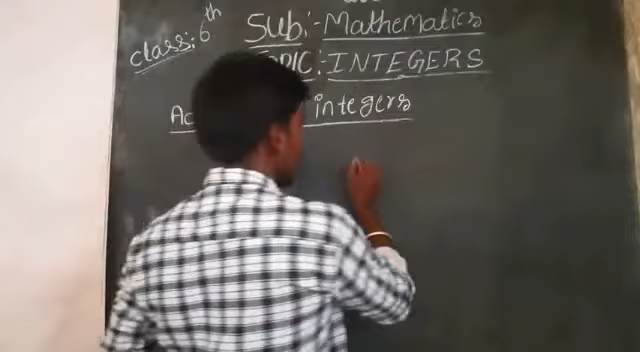 class:- 6th
Sub:- Mathematics
:- INTEGERS
integers